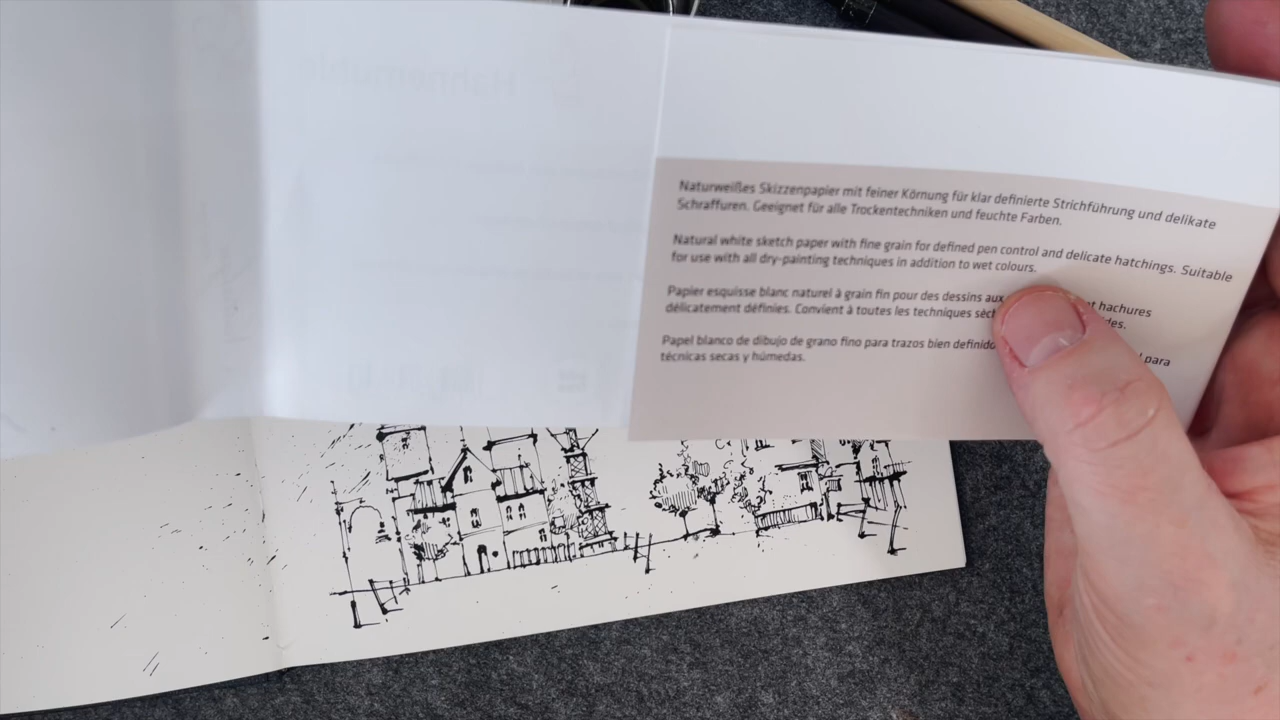 Hahnemühle
Naturweißes Skizzenpapier mit feiner Körnung für klar definierte Strichführung und delikate
Schraffuren. Geeignet für alle Trockentechniken und feuchte Farben.
Natural white sketch paper with fine grain for defined pen control and delicate hatchings. Suitable
for use with all dry-painting techniques in addition to wet colours.
Papier esquisse blanc naturel à grain fin pour des dessins aux hachures
délicatement définies. Convient à toutes les techniques
Papel blanco de dibujo de grano fino para trazos bien para
técnicas secas y húmedas.